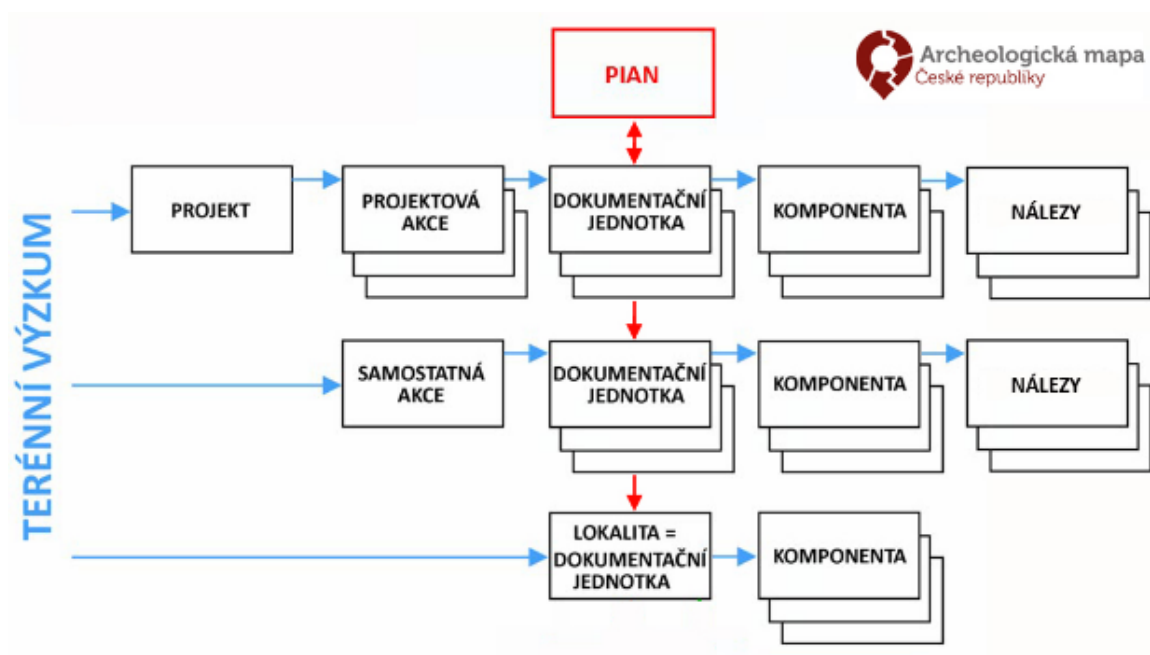 PIAN
Archeologická mapa
České republiky
TERÉNNÍ VÝZKUM
PROJEKT
PROJEKTOVÁ
AKCE
DOKUMENTAČNÍ
JEDNOTKA
KOMPONENTA
NÁLEZY
SAMOSTATNÁ
AKCE
DOKUMENTAČNÍ
JEDNOTKA
KOMPONENTA
NÁLEZY
LOKALITA =
DOKUMENTAČNÍ
JEDNOTKA
KOMPONENTA